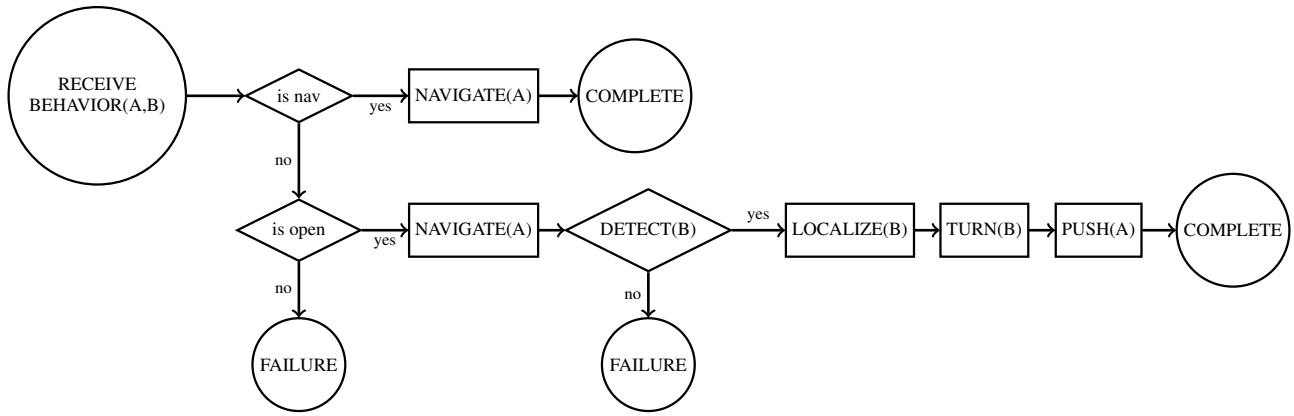 RECEIVE
BEHAVIOR(A,B)
is nav
yes
NAVIGATE(A)
COMPLETE
no
is open
yes
NAVIGATE(A)
DETECT(B)
yes
LOCALIZE(B)
TURN(B)
PUSH(A)
COMPLETE
no
FAILURE
no
FAILURE